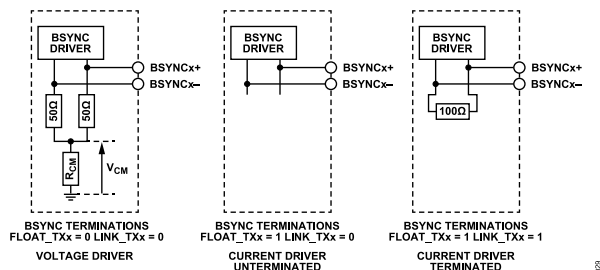 BSYNC
DRIVER
BSYNCx+
BSYNCx–
50Ω
50Ω
RCM
VCM
BSYNC TERMINATIONS
FLOAT_TXx = 0 LINK_TXx = 0
VOLTAGE DRIVER
BSYNC
DRIVER
BSYNCx+
BSYNCx–
BSYNC TERMINATIONS
FLOAT_TXx = 1 LINK_TXx = 0
CURRENT DRIVER
UNTERMINATED
BSYNC
DRIVER
BSYNCx+
BSYNCx–
100Ω
BSYNC TERMINATIONS
FLOAT_TXx = 1 LINK_TXx = 1
CURRENT DRIVER
TERMINATED